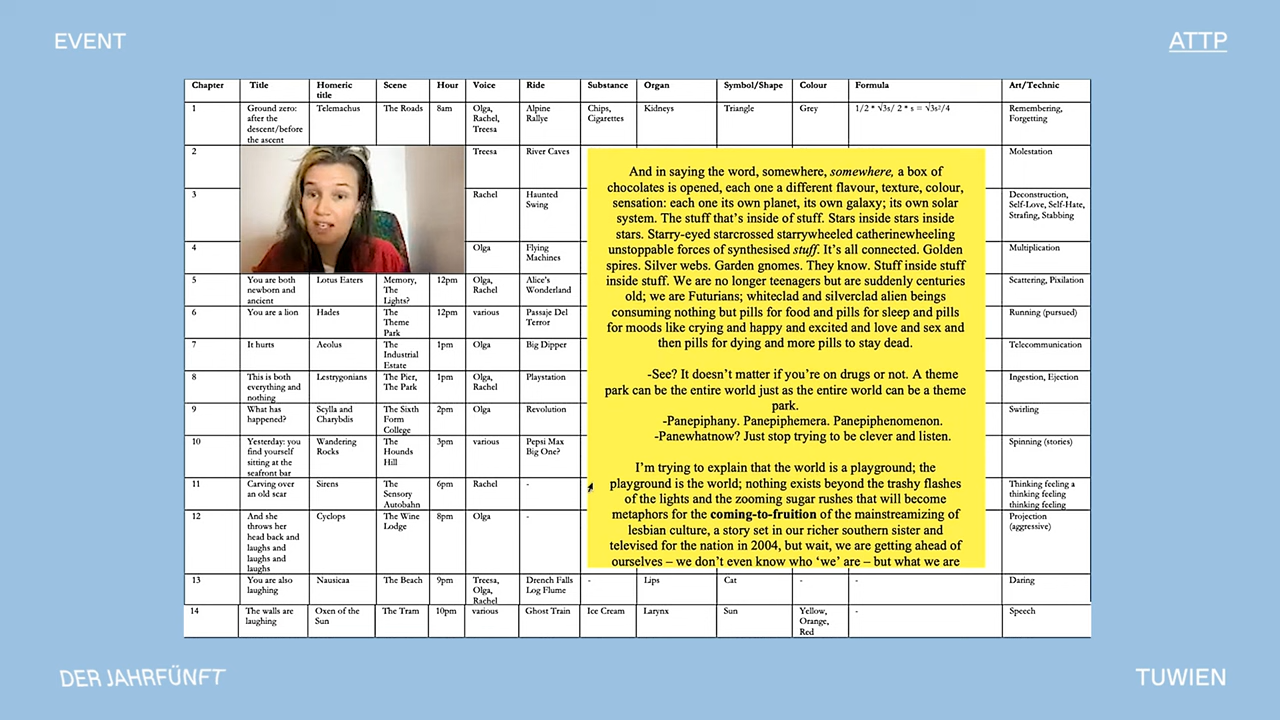 EVENT
ATTP
Chapter Title Homeric title Scene Hour Voice Ride Substance Organ Symbol/Shape Colour Formula Art/Technic
1 Ground zero: after the descent/before the ascent Telemachus The Roads 8am Olga, Rachel, Treesa Alpine Rallye Chips, Cigarettes Kidneys Triangle Grey 1/2 * √3s/ 2 * s = √3s²/4 Remembering, Forgetting
2 Treesa River Caves Molestation
3 Rachel Haunted Swing Deconstruction, Self-Love, Self-Hate, Strafing, Stabbing
4 Olga Flying Machines Multiplication
5 You are both newborn and ancient Lotus Eaters Memory, The Lights? 12pm Olga, Rachel Alice's Wonderland Scattering, Pixilation
6 You are a lion Hades The Theme Park 12pm various Passaje Del Terror Running (pursued)
7 It hurts Aeolus The Industrial Estate 1pm Olga Big Dipper Telecommunication
8 This is both everything and nothing Lestrygonians The Pier, The Park 1pm Olga, Rachel Playstation Ingestion, Ejection
9 What has happened? Scylla and Charybdis The Sixth Form College 2pm Olga Revolution Swirling
10 Yesterday: you find yourself sitting at the seafront bar Wandering Rocks The Hounds Hill 3pm various Pepsi Max Big One? Spinning (stories)
11 Carving over an old scar Sirens The Sensory Autobahn 6pm Rachel - Thinking feeling a thinking feeling thinking feeling
12 And she throws her head back and laughs and laughs and laughs Cyclops The Wine Lodge 8pm Olga - Projection (aggressive)
13 You are also laughing Nausicaa The Beach 9pm Treesa, Olga, Rachel Drench Falls Log Flume - Lips Cat - - Daring
14 The walls are laughing Oxen of the Sun The Tram 10pm various Ghost Train Ice Cream Larynx Sun Yellow, Orange, Red - Speech
And in saying the word, somewhere, somewhere, a box of
chocolates is opened, each one a different flavour, texture, colour,
sensation: each one its own planet, its own galaxy; its own solar
system. The stuff that's inside of stuff. Stars inside stars inside
stars. Starry-eyed starcrossed starrywheeled catherinewheeling
unstoppable forces of synthesised stuff. It's all connected. Golden
spires. Silver webs. Garden gnomes. They know. Stuff inside stuff
inside stuff. We are no longer teenagers but are suddenly centuries
old; we are Futurians; whiteclad and silverclad alien beings
consuming nothing but pills for food and pills for sleep and pills
for moods like crying and happy and excited and love and sex and
then pills for dying and more pills to stay dead.
-See? It doesn't matter if you're on drugs or not. A theme
park can be the entire world just as the entire world can be a theme
park.
-Panepiphany. Panepiphemera. Panepiphenomenon.
-Panewhatnow? Just stop trying to be clever and listen.
I'm trying to explain that the world is a playground; the
playground is the world; nothing exists beyond the trashy flashes
of the lights and the zooming sugar rushes that will become
metaphors for the coming-to-fruition of the mainstreamizing of
lesbian culture, a story set in our richer southern sister and
televised for the nation in 2004, but wait, we are getting ahead of
ourselves – we don't even know who 'we' are – but what we are
DER JAHRFÜNFT
TUWIEN